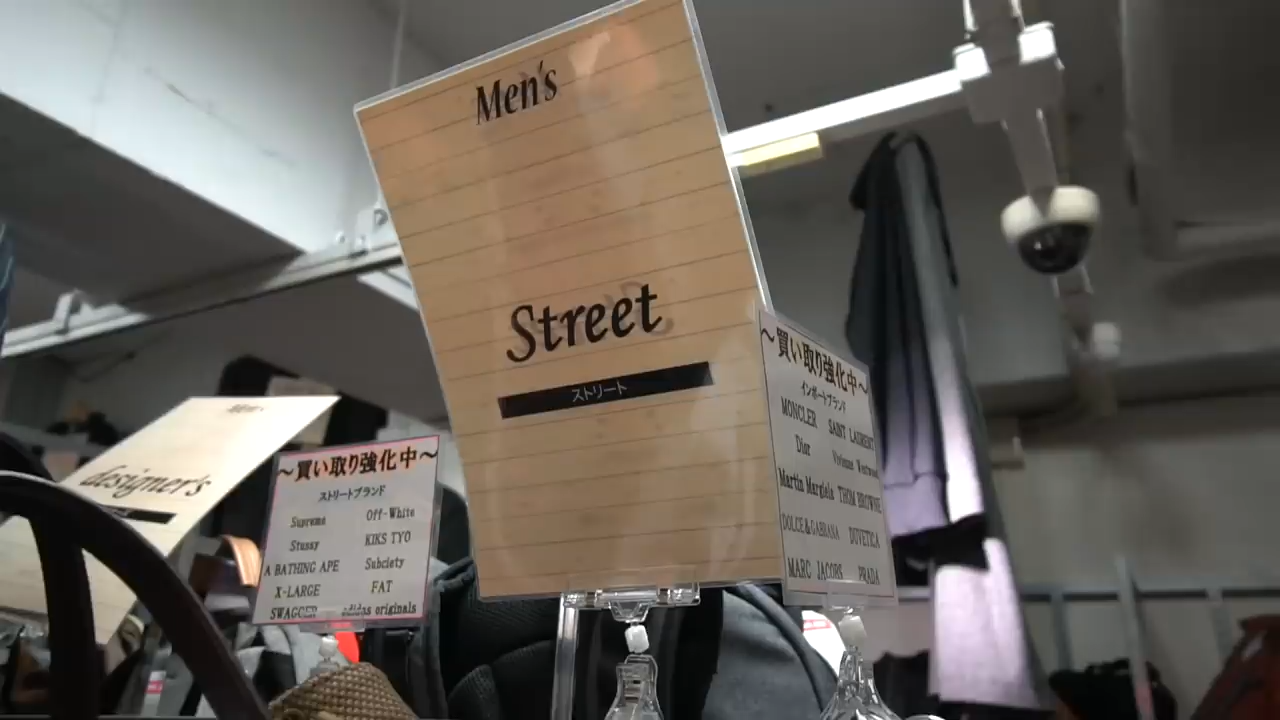 Men's
Street
ストリート
designer's
～買い取り強化中～
ストリートブランド
Supreme Off-White
Stussy KIKS TYO
A BATHING APE Subciety
X-LARGE FAT
SWAGGER adidas originals
～買い取り強化中～
インポートブランド
MONCLER SAINT LAURENT
Dior Vivienne Westwood
Martin Margiela THOM BROWNE
DOLCE&GABBANA DUVETICA
MARC JACOBS PRADA